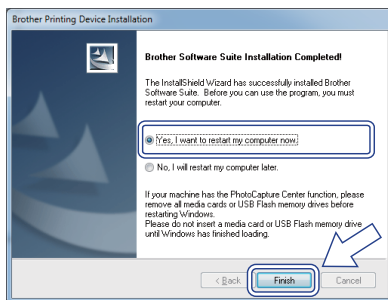 Brother Printing Device Installation
Brother Software Suite Installation Completed!
The InstallShield Wizard has successfully installed Brother
Software Suite. Before you can use the program, you must
restart your computer.
Yes, I want to restart my computer now.
No, I will restart my computer later.
If your machine has the PhotoCapture Center function, please
remove all media cards or USB Flash memory drives before
restarting Windows.
Please do not insert a media card or USB Flash memory drive
until Windows has finished loading.
< Back
Finish
Cancel